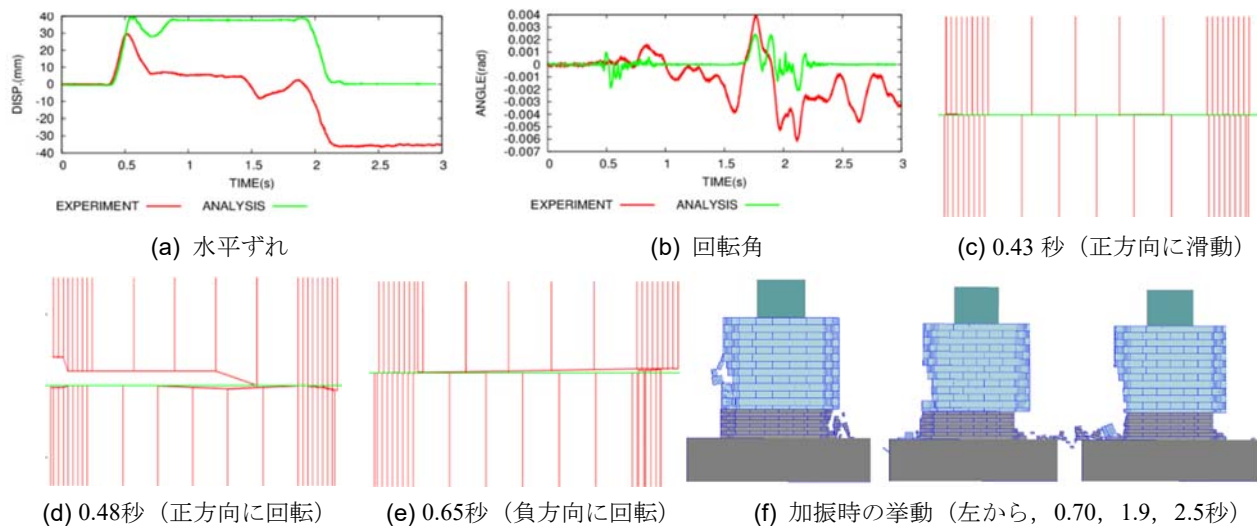 40
30
20
10
0
-10
-20
-30
-40
DISP.(mm)
0 0.5 1 1.5 2 2.5 3
TIME(s)
EXPERIMENT ANALYSIS
(a) 水平ずれ
0.004
0.003
0.002
0.001
0
-0.001
-0.002
-0.003
-0.004
-0.005
-0.006
-0.007
ANGLE(rad)
0 0.5 1 1.5 2 2.5 3
TIME(s)
EXPERIMENT ANALYSIS
(b) 回転角
(c) 0.43 秒（正方向に滑動）
(d) 0.48秒（正方向に回転）
(e) 0.65秒（負方向に回転）
(f) 加振時の挙動（左から，0.70，1.9，2.5秒）